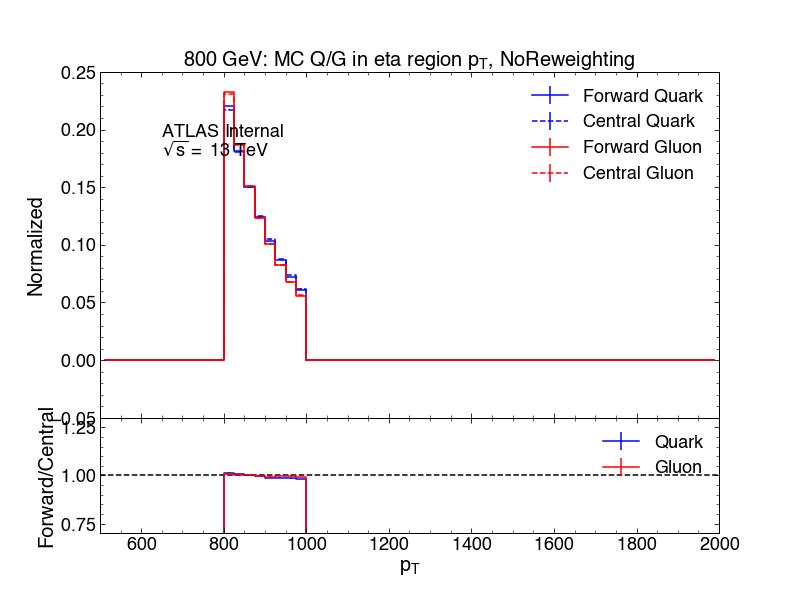 800 GeV: MC Q/G in eta region pT, NoReweighting
0.25
0.20
0.15
0.10
0.05
0.00
0.05
Normalized
ATLAS Internal
√s = 13 TeV
Forward Quark
Central Quark
Forward Gluon
Central Gluon
1.25
1.00
0.75
Forward/Central
Quark
Gluon
600 800 1000 1200 1400 1600 1800 2000
pT